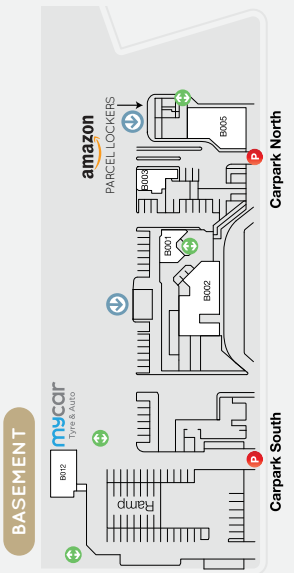 BASEMENT
B012
mycar
Tyre & Auto
Ramp
P
Carpark South
B002
B001
B003
amazon
PARCEL LOCKERS
B005
P
Carpark North